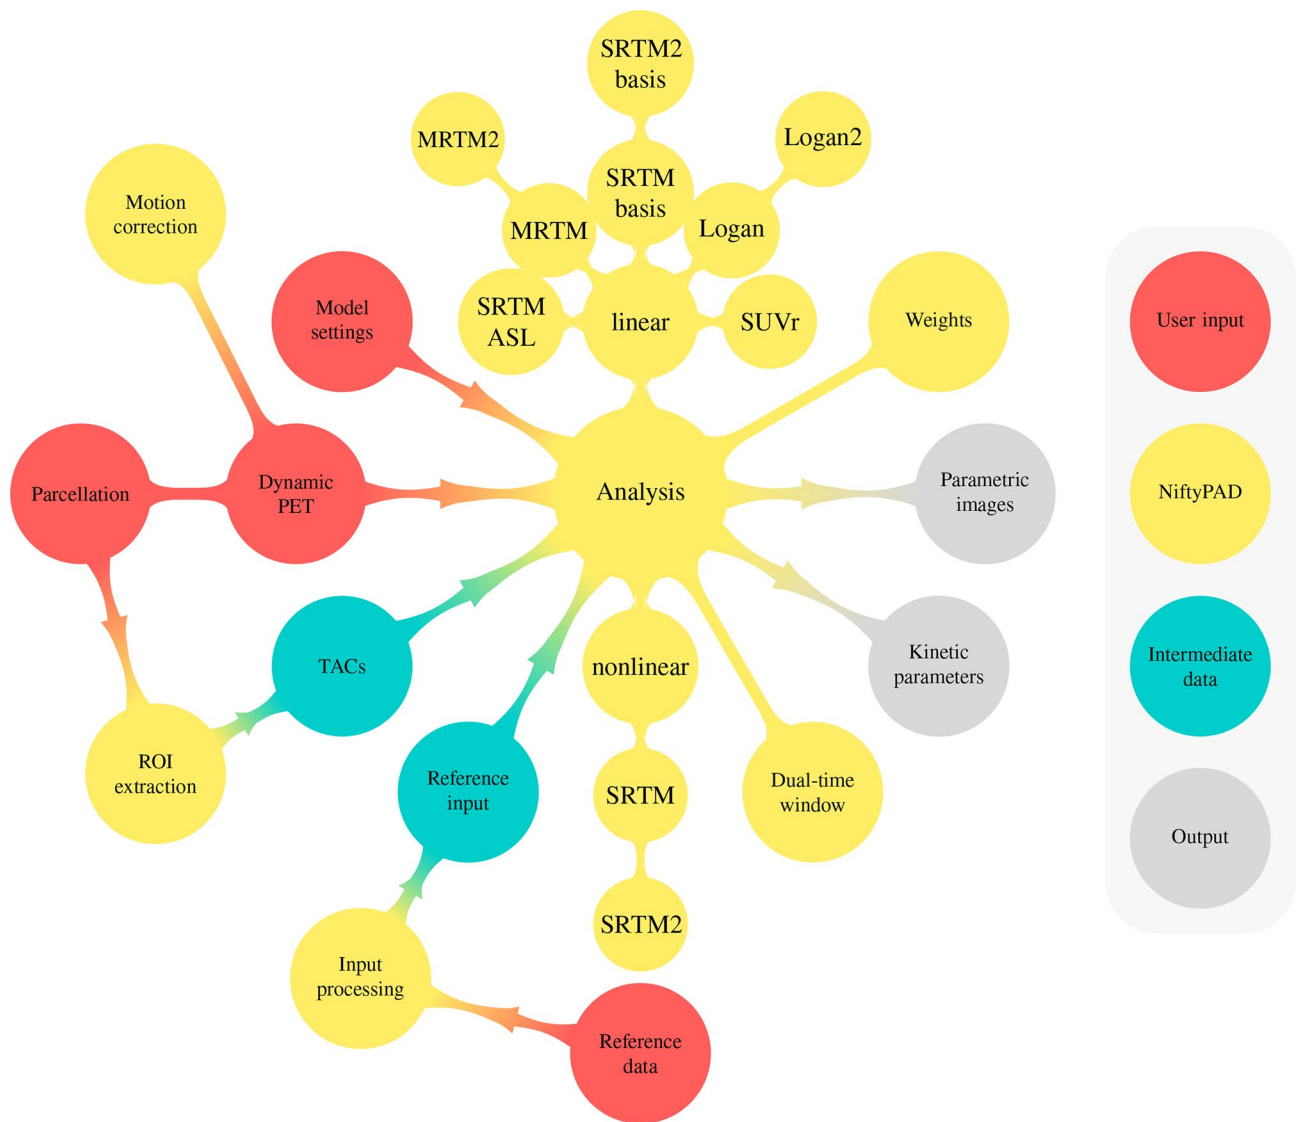 SRTM2
basis
MRTM2
Logan2
SRTM
basis
MRTM
Logan
Motion
correction
Model
settings
SRTM
ASL
linear
SUVr
Weights
User input
Parcellation
Dynamic
PET
Analysis
Parametric
images
NiftyPAD
TACs
nonlinear
Kinetic
parameters
Intermediate
data
ROI
extraction
Reference
input
SRTM
Dual-time
window
Output
SRTM2
Input
processing
Reference
data